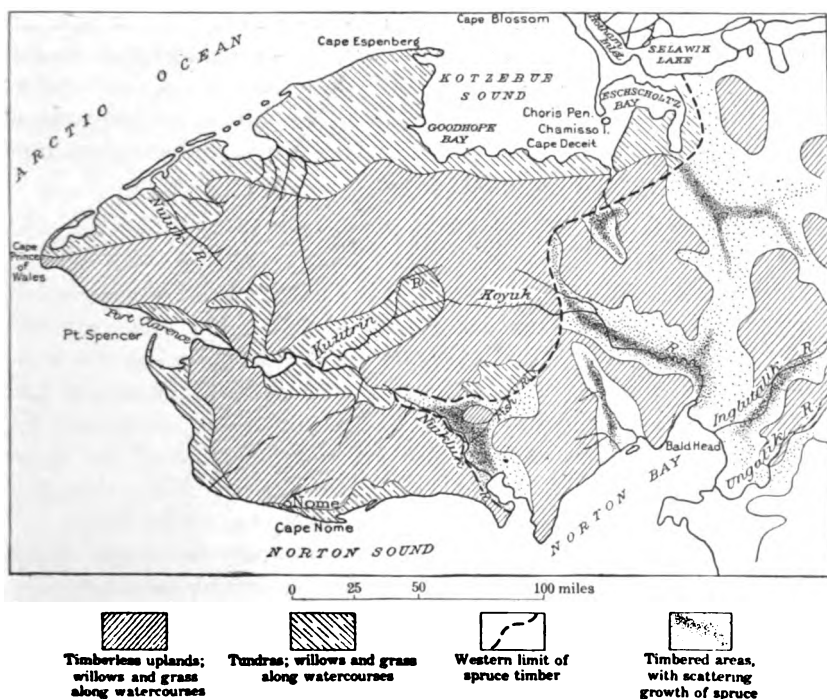 Cape Blossom
Hotham Inlet
SELAWIK
LAKE
Cape Espenberg
KOTZEBUE
SOUND
ESCHSCHOLTZ
BAY
ARCTIC OCEAN
Choris Pen.
Chamisso I.
Cape Deceit
GOODHOPE
BAY
Cape
Prince
of
Wales
R.
Port Clarence
Pt. Spencer
Kuzitrin R.
Koyuk R.
Inglutalik R.
Ungalik R.
Bald Head
NORTON BAY
Nome
Cape Nome
NORTON SOUND
0 25 50 100 miles
Timberless uplands;
willows and grass
along watercourses
Tundras; willows and grass
along watercourses
Western limit of
spruce timber
Timbered areas,
with scattering
growth of spruce